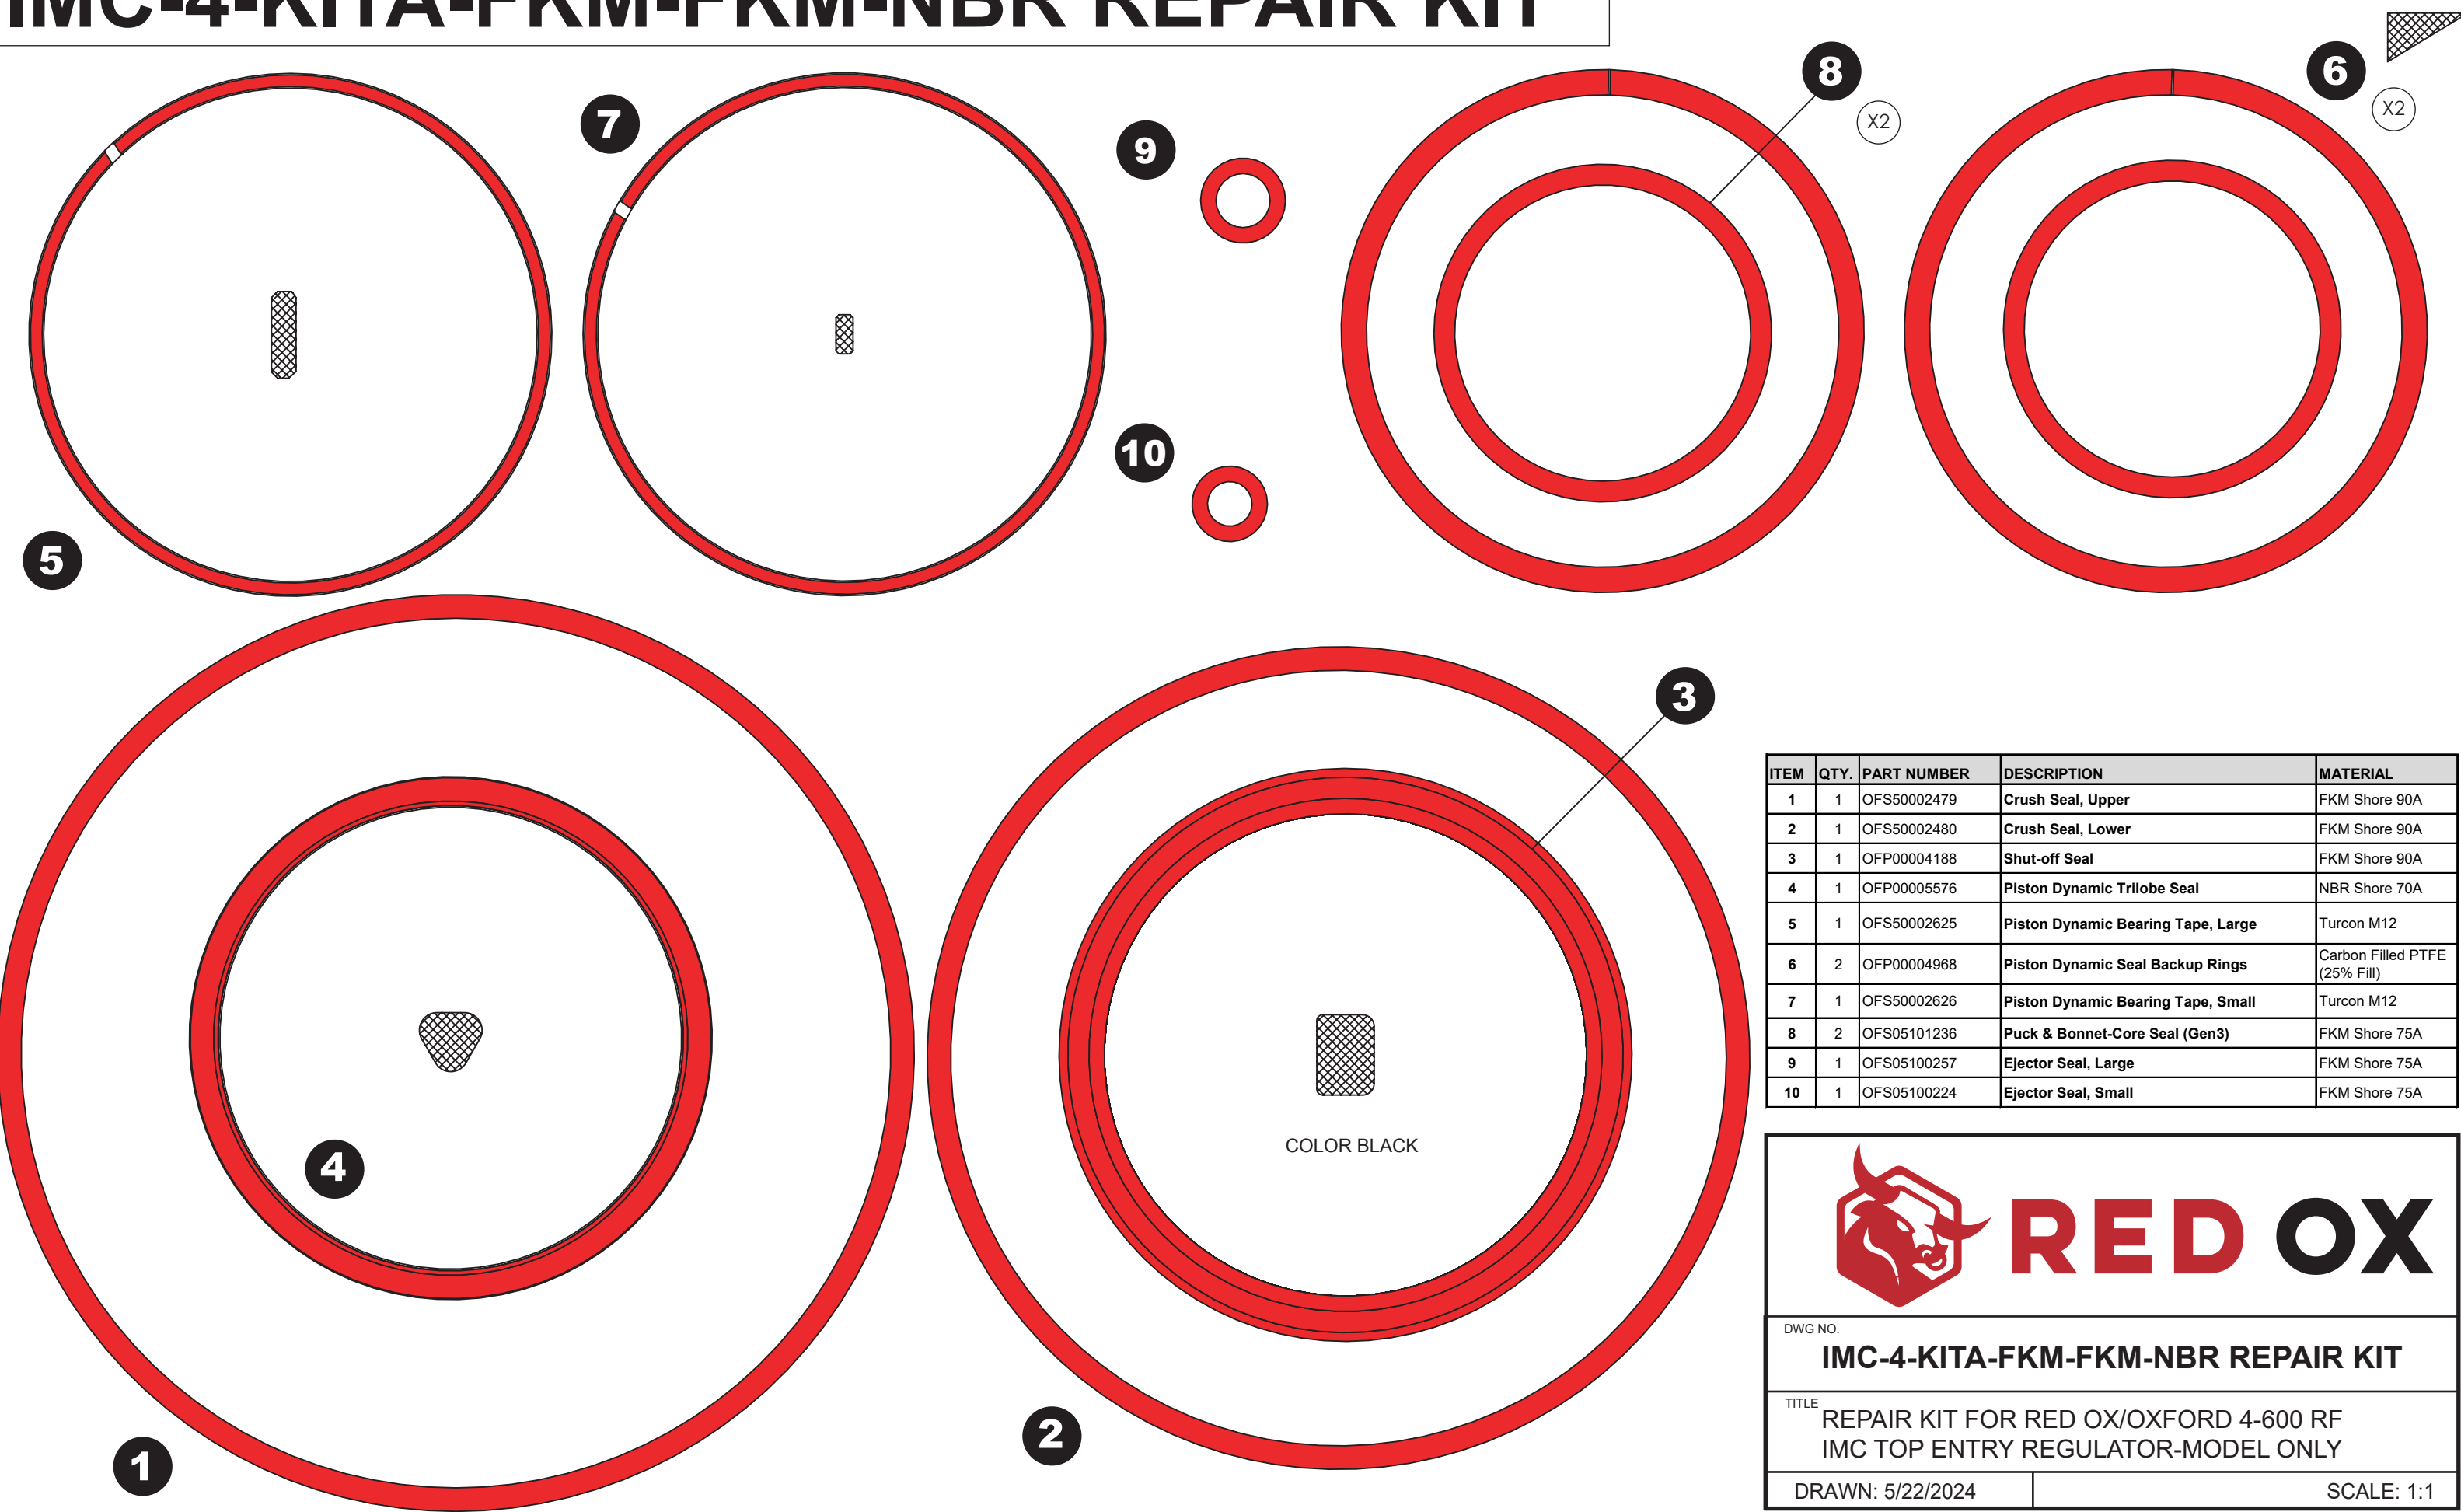 IMC-4-KITA-FKM-FKM-NBR REPAIR KIT
8
6
7
X2
X2
9
10
5
3
ITEM QTY. PART NUMBER DESCRIPTION MATERIAL
1 1 OFS50002479 Crush Seal, Upper FKM Shore 90A
2 1 OFS50002480 Crush Seal, Lower FKM Shore 90A
3 1 OFP00004188 Shut-off Seal FKM Shore 90A
4 1 OFP00005576 Piston Dynamic Trilobe Seal NBR Shore 70A
5 1 OFS50002625 Piston Dynamic Bearing Tape, Large Turcon M12
6 2 OFP00004968 Piston Dynamic Seal Backup Rings Carbon Filled PTFE
(25% Fill)
7 1 OFS50002626 Piston Dynamic Bearing Tape, Small Turcon M12
8 2 OFS05101236 Puck & Bonnet-Core Seal (Gen3) FKM Shore 75A
9 1 OFS05100257 Ejector Seal, Large FKM Shore 75A
10 1 OFS05100224 Ejector Seal, Small FKM Shore 75A
COLOR BLACK
4
2
1
RED OX
DWG NO.
IMC-4-KITA-FKM-FKM-NBR REPAIR KIT
TITLE
REPAIR KIT FOR RED OX/OXFORD 4-600 RF
IMC TOP ENTRY REGULATOR-MODEL ONLY
DRAWN: 5/22/2024 SCALE: 1:1